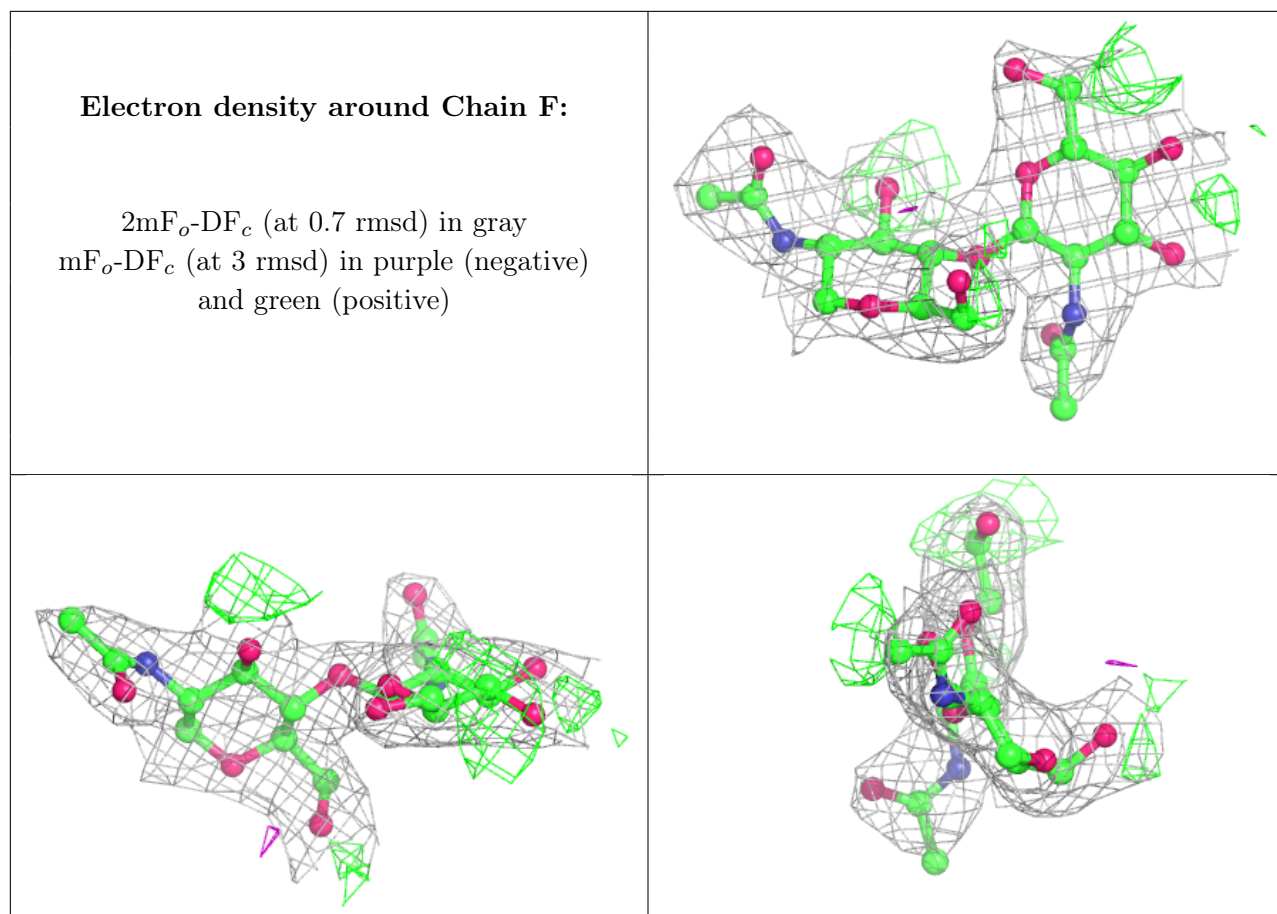 Electron density around Chain F:
2mFo-DFc (at 0.7 rmsd) in gray
mFo-DFc (at 3 rmsd) in purple (negative)
and green (positive)